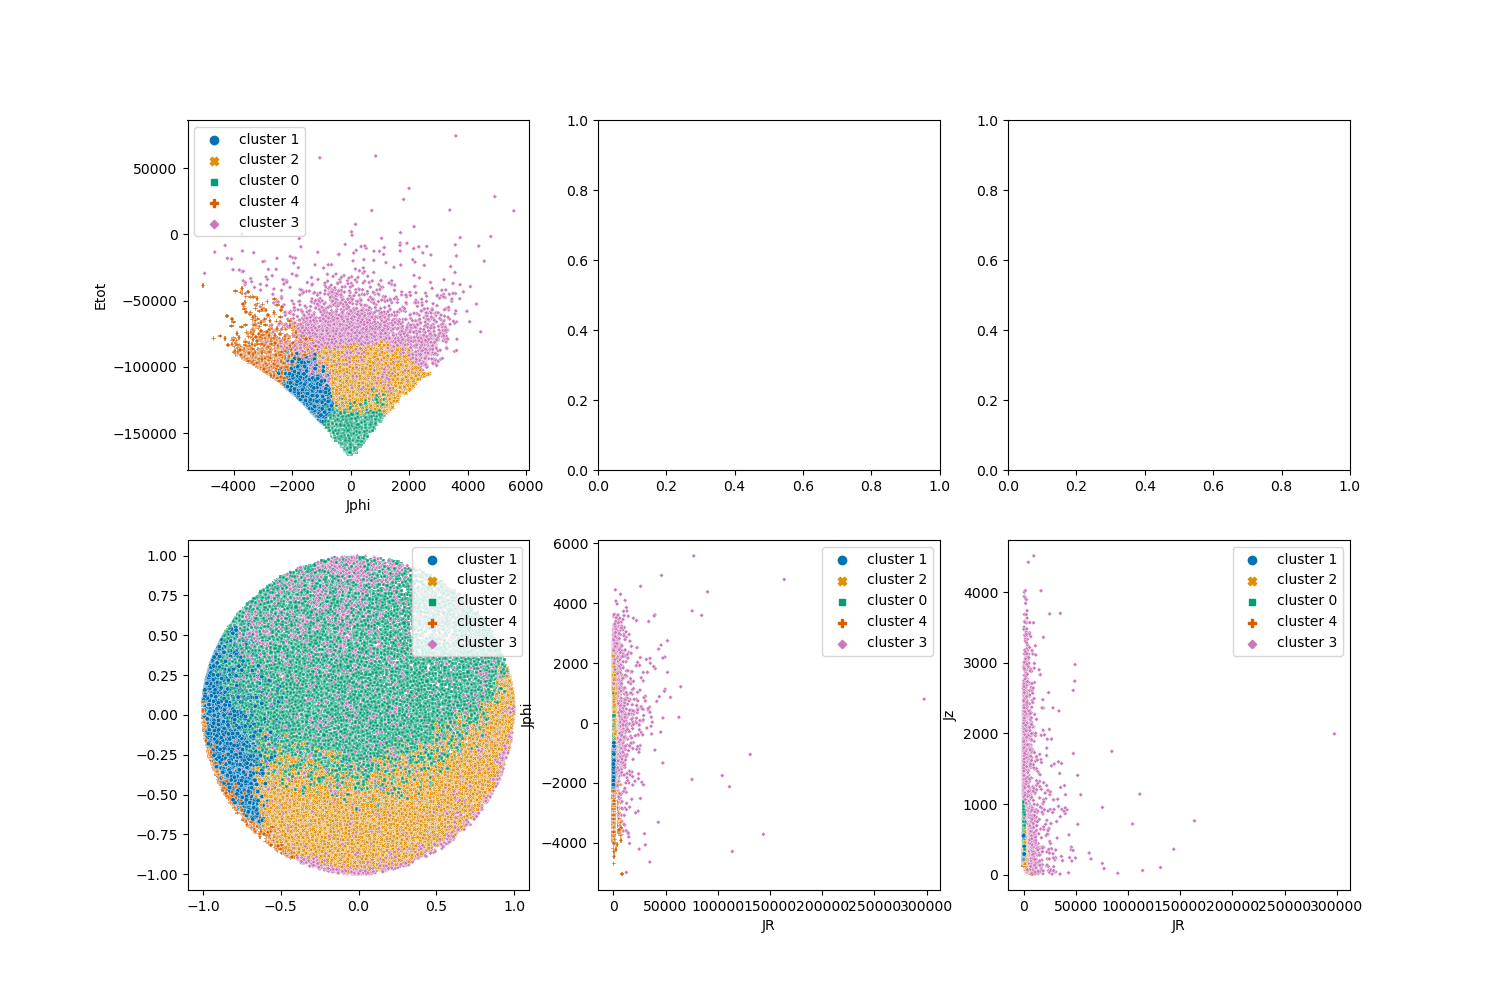 cluster 1
cluster 2
cluster 0
cluster 4
cluster 3
50000
0
−50000
−100000
−150000
Etot
−4000 −2000 0 2000 4000 6000
Jphi
1.0
0.8
0.6
0.4
0.2
0.0
0.0 0.2 0.4 0.6 0.8 1.0
1.0
0.8
0.6
0.4
0.2
0.0
0.0 0.2 0.4 0.6 0.8 1.0
cluster 1
cluster 2
cluster 0
cluster 4
cluster 3
1.00
0.75
0.50
0.25
0.00
−0.25
−0.50
−0.75
−1.00
−1.0 −0.5 0.0 0.5 1.0
cluster 1
cluster 2
cluster 0
cluster 4
cluster 3
6000
4000
2000
0
−2000
−4000
Jphi
0 50000 100000 150000 200000 250000 300000
JR
cluster 1
cluster 2
cluster 0
cluster 4
cluster 3
4000
3000
2000
1000
0
Jz
0 50000 100000 150000 200000 250000 300000
JR